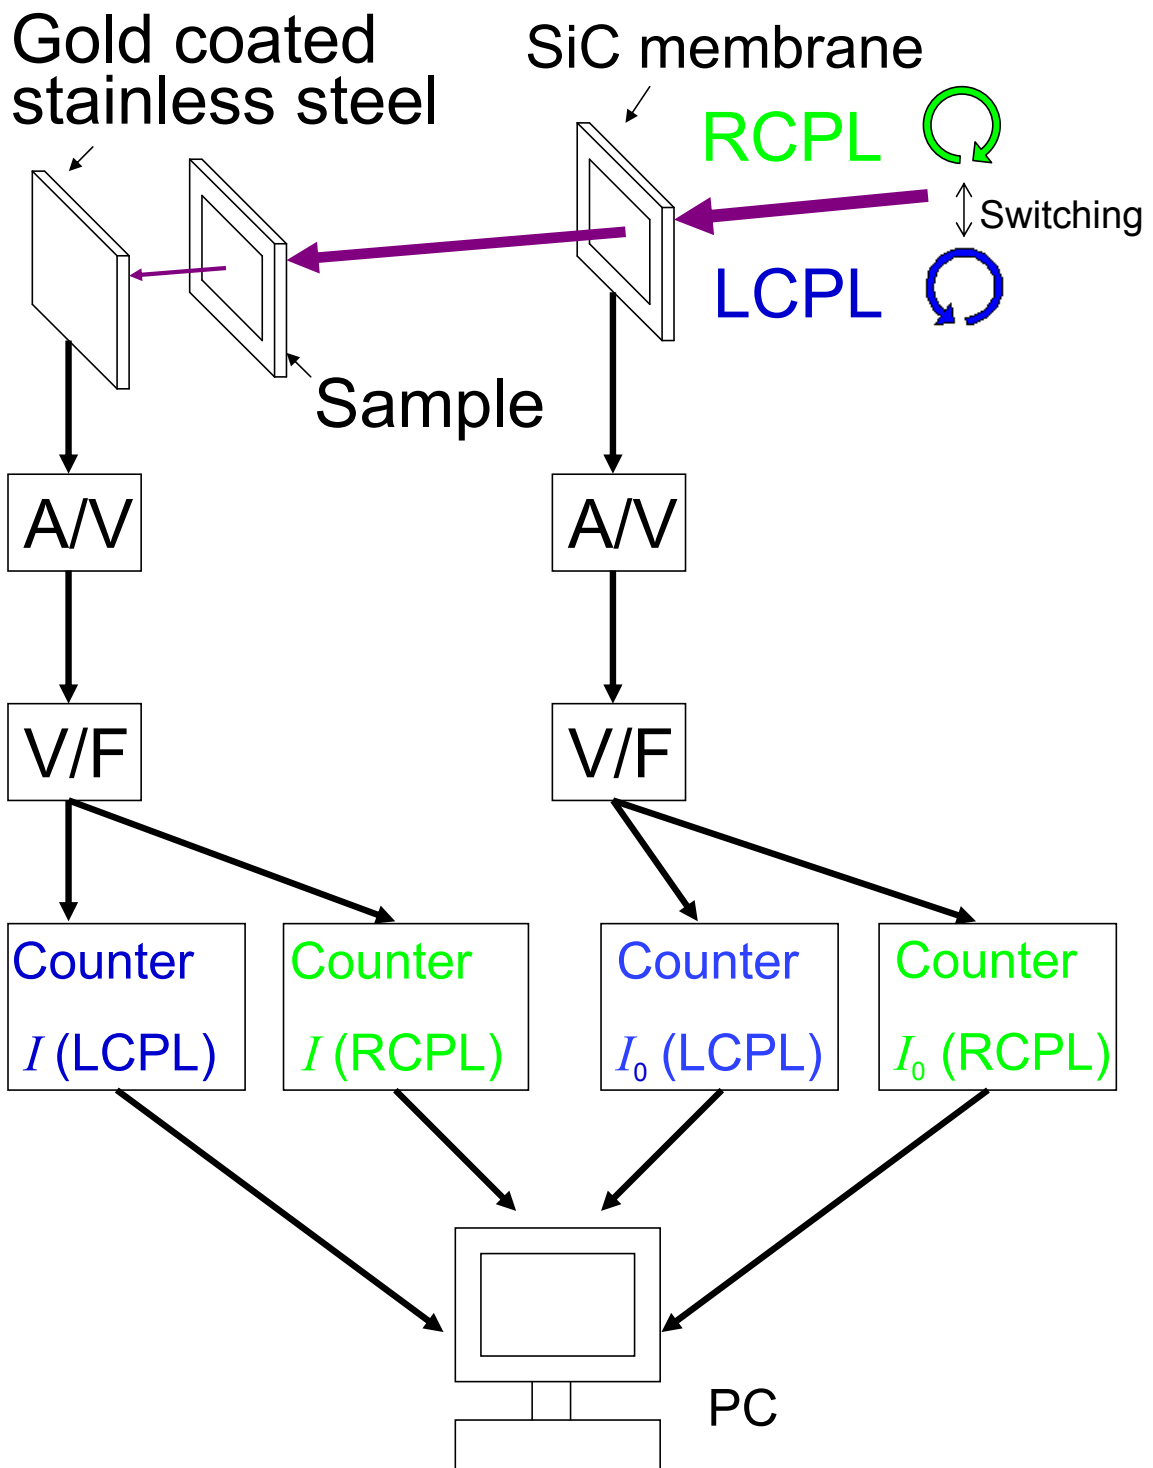 Gold coated
stainless steel
SiC membrane
RCPL
Switching
LCPL
Sample
A/V
A/V
V/F
V/F
Counter
I (LCPL)
Counter
I (RCPL)
Counter
I₀ (LCPL)
Counter
I₀ (RCPL)
PC